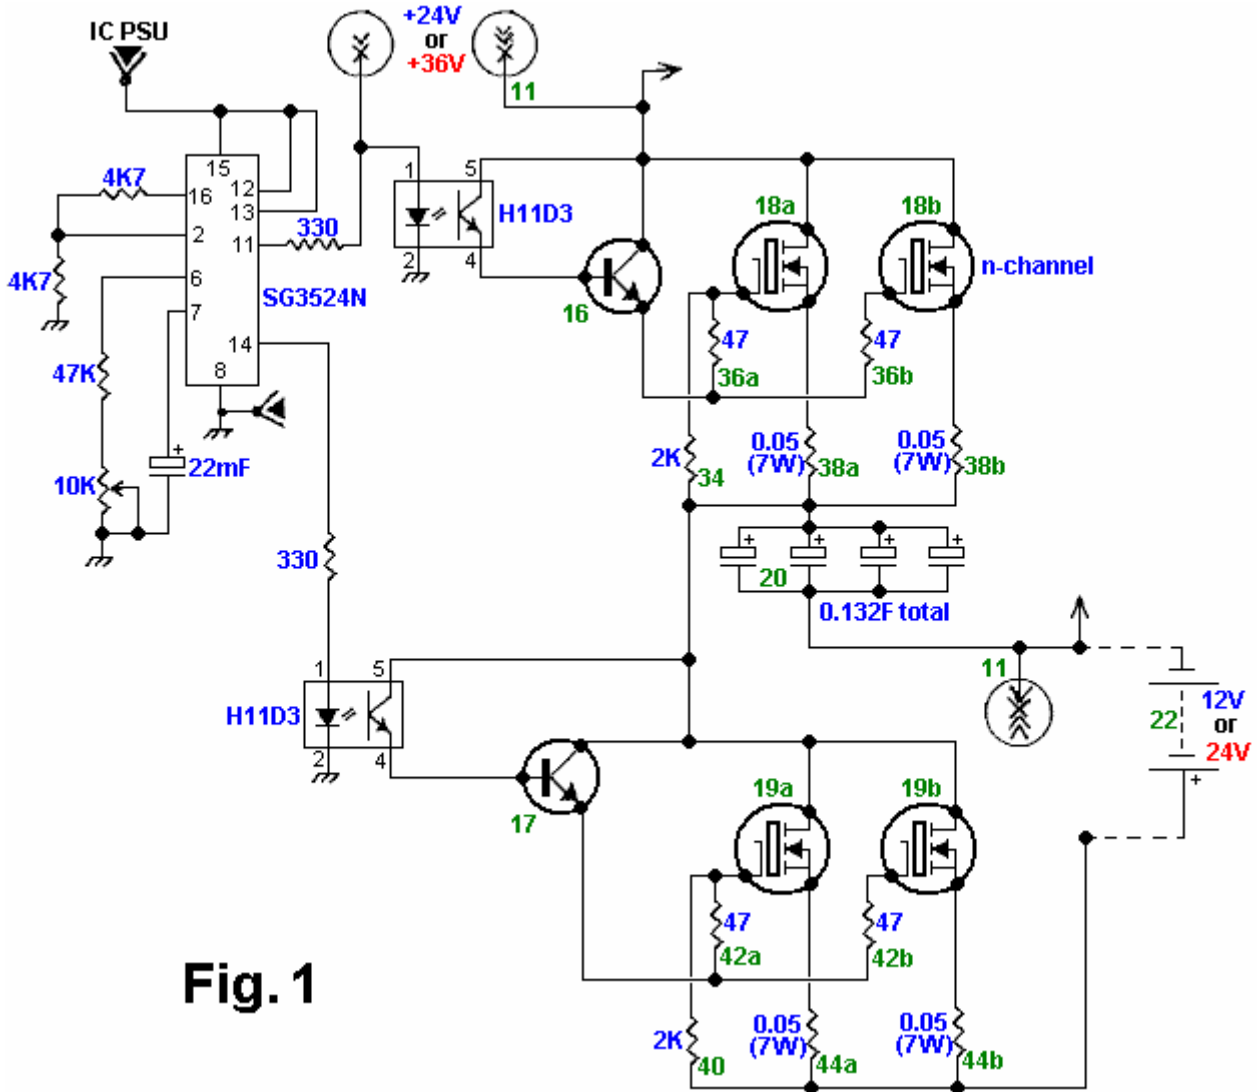 IC PSU
+24V
or
+36V
11
15
4K7
16
12
13
2
11
330
4K7
6
SG3524N
7
14
47K
8
10K
22mF
1
5
H11D3
2
4
16
18a
18b
n-channel
47
36a
47
36b
2K
34
0.05
(7W)
38a
0.05
(7W)
38b
330
20
0.132F total
11
22
12V
or
24V
1
5
H11D3
2
4
17
19a
19b
47
42a
47
42b
2K
40
0.05
(7W)
44a
0.05
(7W)
44b
Fig. 1